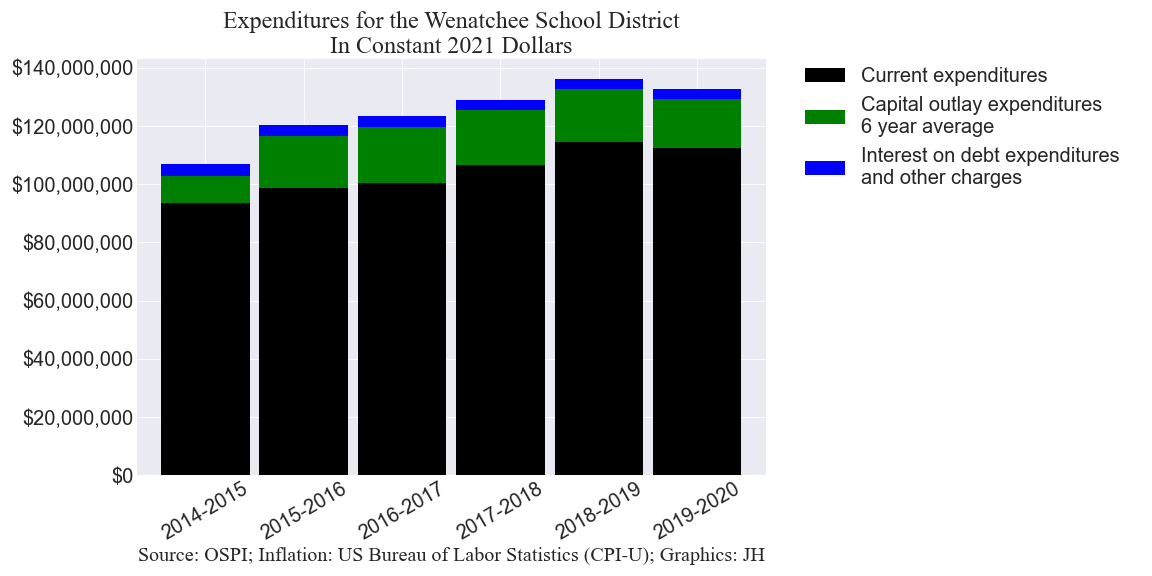 Expenditures for the Wenatchee School District
In Constant 2021 Dollars
$140,000,000
$120,000,000
$100,000,000
$80,000,000
$60,000,000
$40,000,000
$20,000,000
$0
2014-2015
2015-2016
2016-2017
2017-2018
2018-2019
2019-2020
Current expenditures
Capital outlay expenditures
6 year average
Interest on debt expenditures
and other charges
Source: OSPI; Inflation: US Bureau of Labor Statistics (CPI-U); Graphics: JH